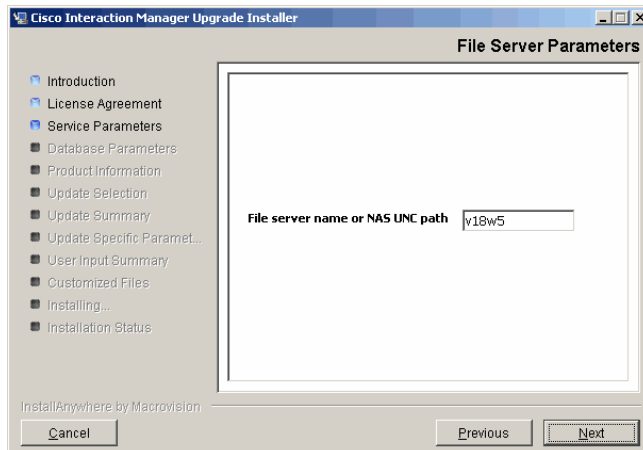 Cisco Interaction Manager Upgrade Installer
File Server Parameters
Introduction
License Agreement
Service Parameters
Database Parameters
Product Information
Update Selection
Update Summary
Update Specific Paramet...
User Input Summary
Customized Files
Installing...
Installation Status
File server name or NAS UNC path
v18w5
InstallAnywhere by Macrovision
Cancel
Previous
Next